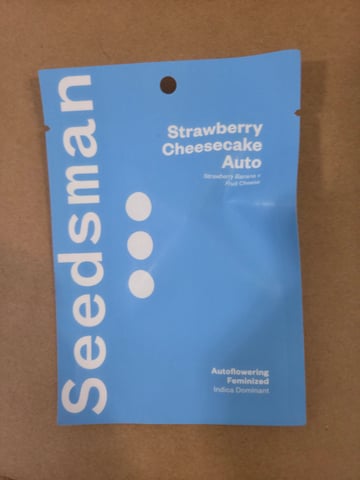 Seedsman
Strawberry
Cheesecake
Auto
Strawberry Banana x
Fruit Cheese
Autoflowering
Feminized
Indica Dominant